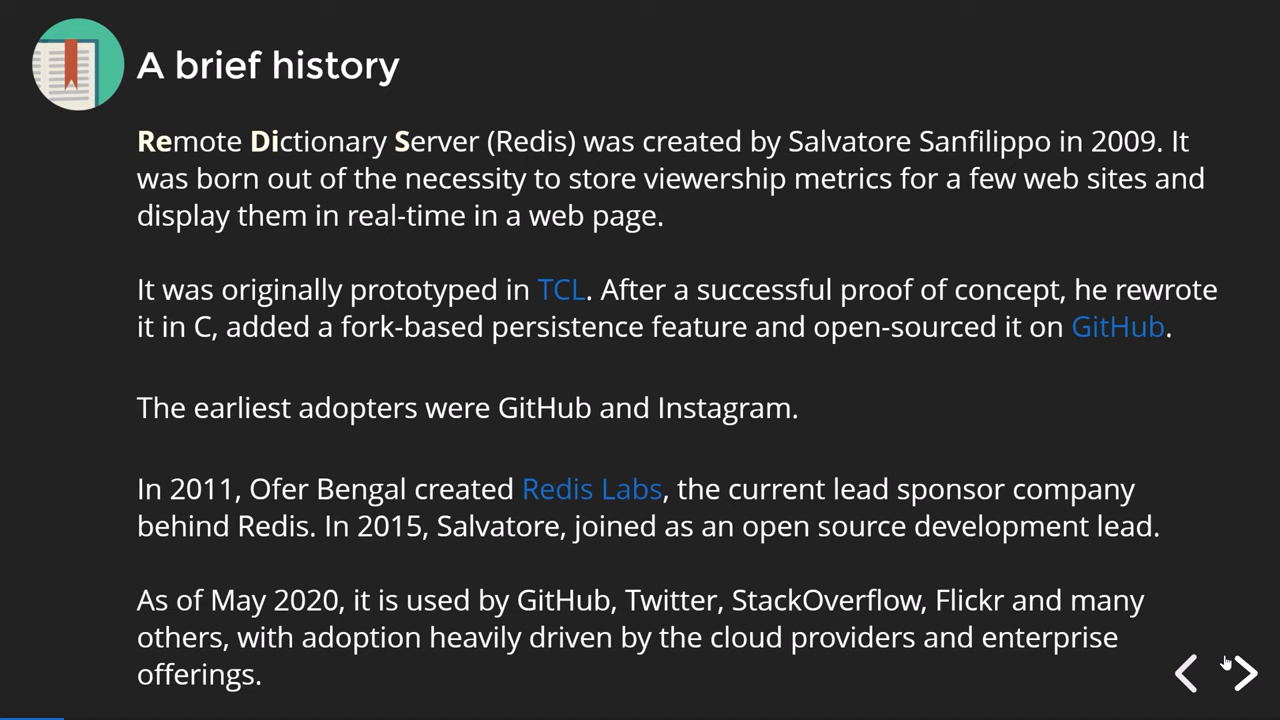 A brief history
Remote Dictionary Server (Redis) was created by Salvatore Sanfilippo in 2009. It
was born out of the necessity to store viewership metrics for a few web sites and
display them in real-time in a web page.
It was originally prototyped in TCL. After a successful proof of concept, he rewrote
it in C, added a fork-based persistence feature and open-sourced it on GitHub.
The earliest adopters were GitHub and Instagram.
In 2011, Ofer Bengal created Redis Labs, the current lead sponsor company
behind Redis. In 2015, Salvatore, joined as an open source development lead.
As of May 2020, it is used by GitHub, Twitter, StackOverflow, Flickr and many
others, with adoption heavily driven by the cloud providers and enterprise
offerings.